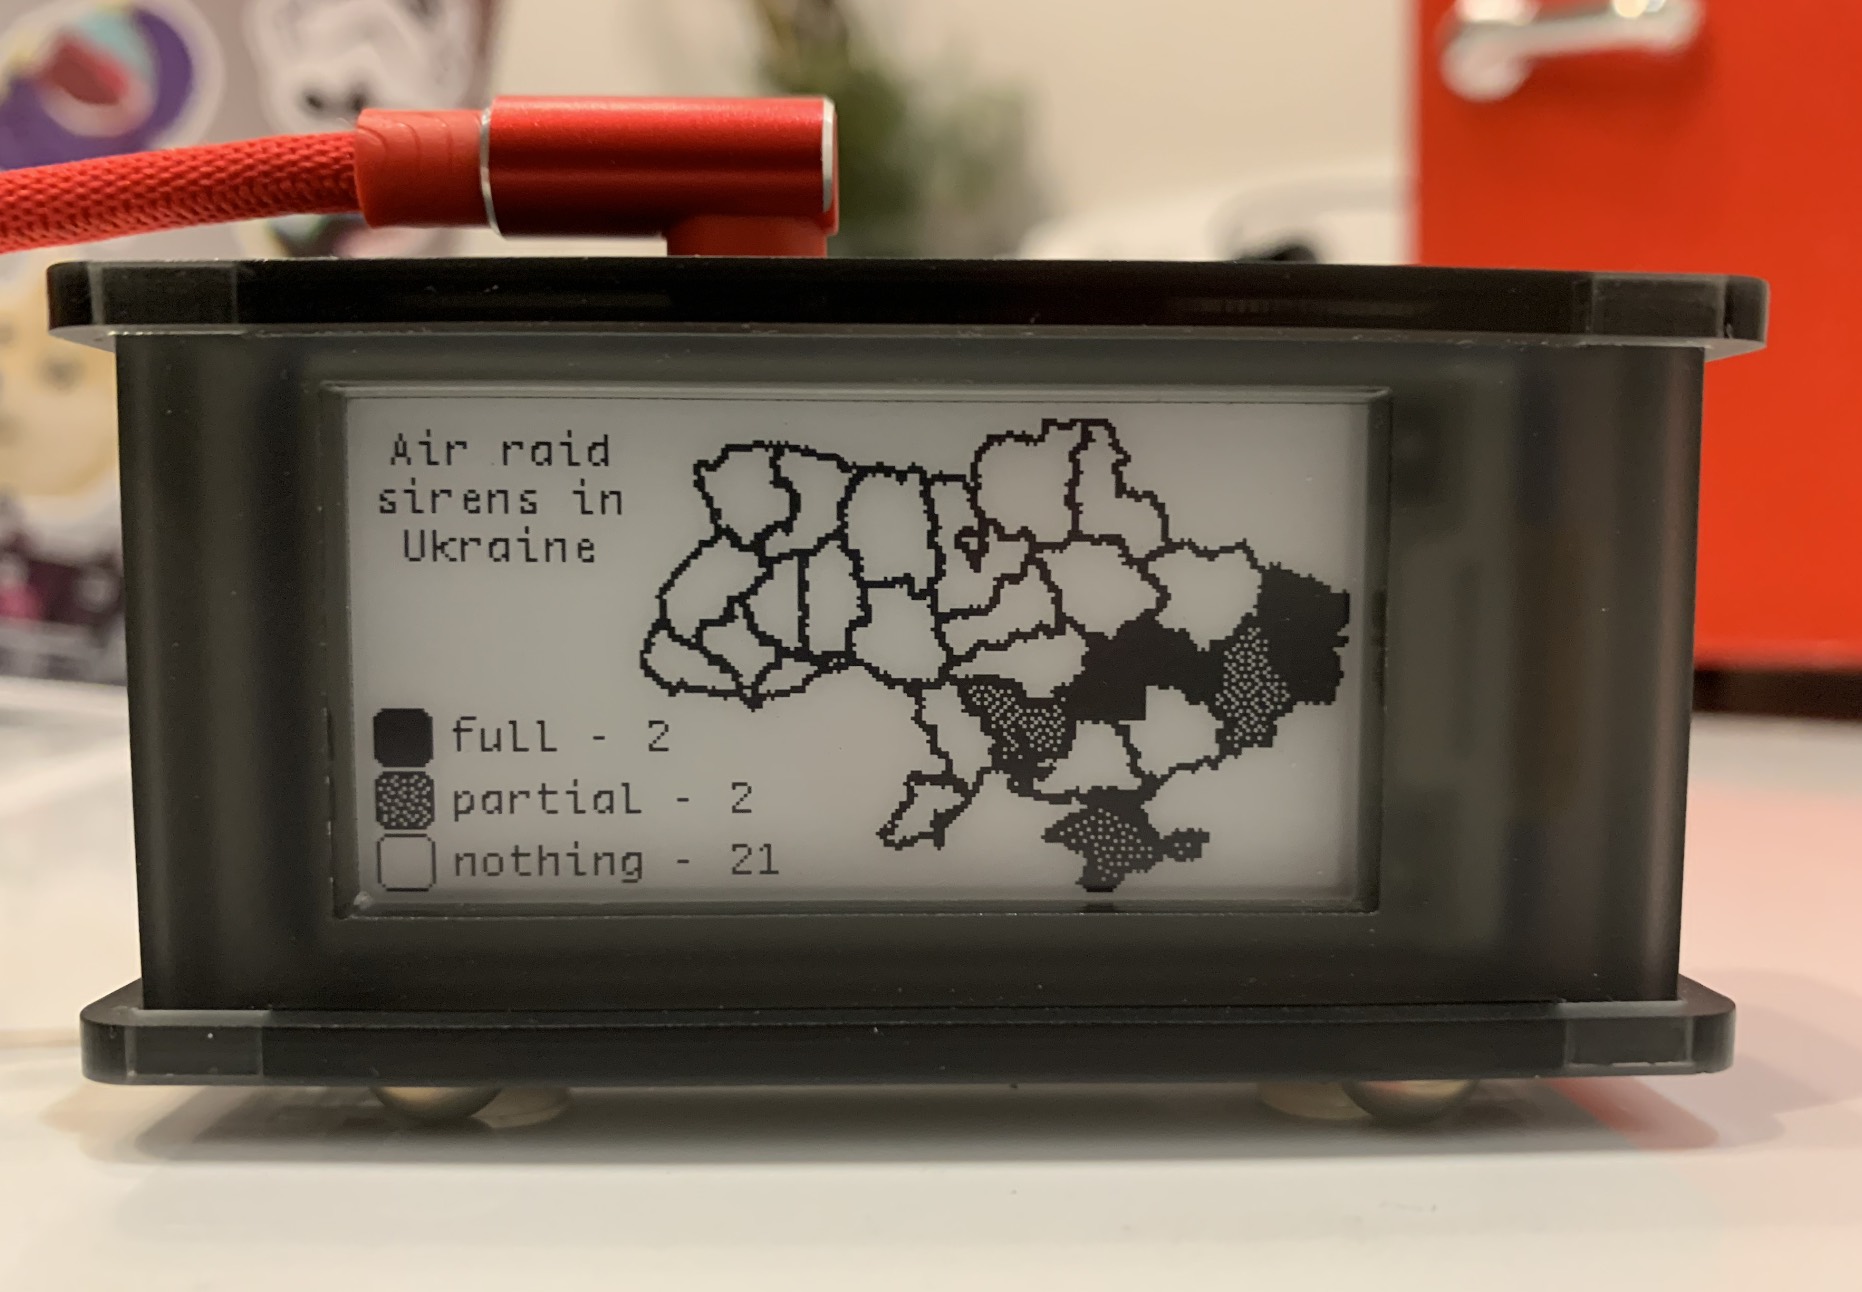 Air raid
sirens in
Ukraine
full - 2
partial - 2
nothing - 21